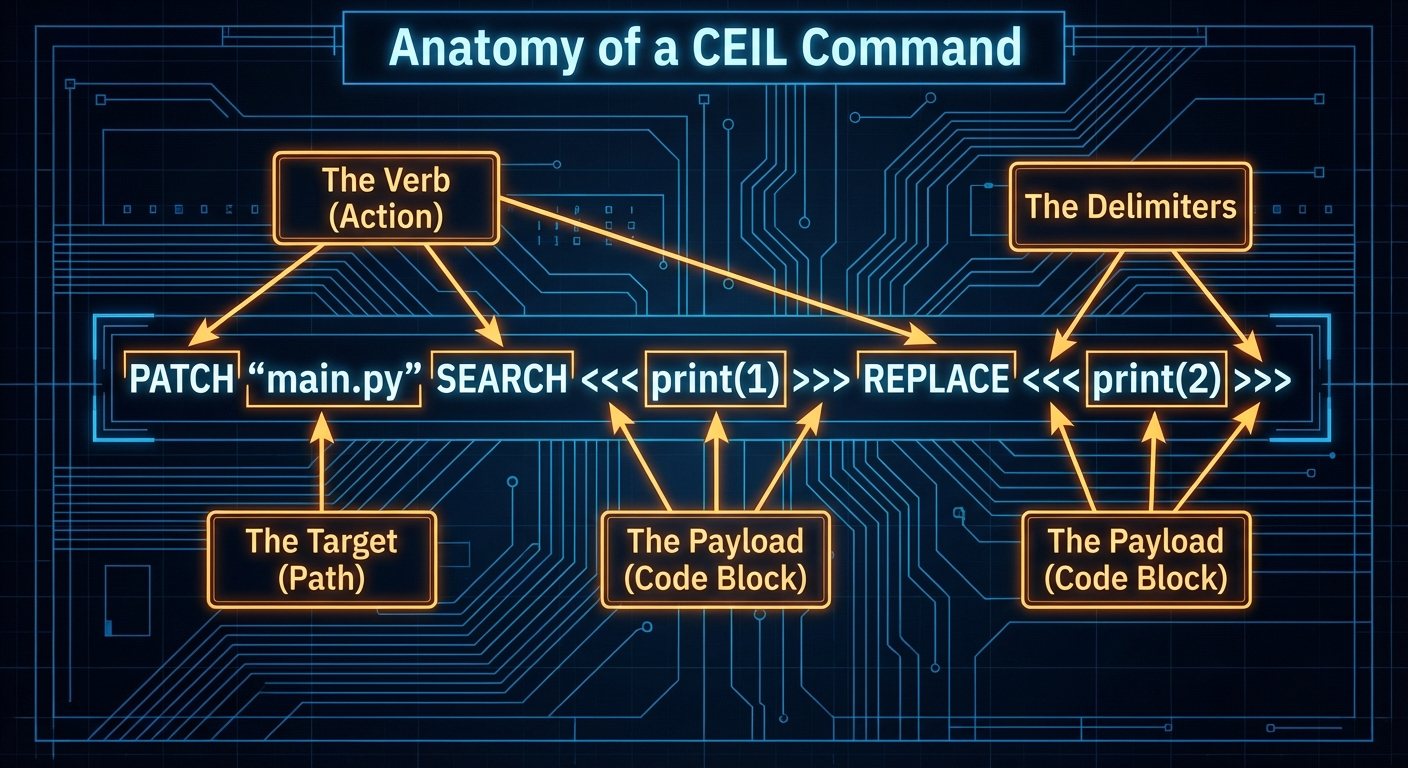 Anatomy of a CEIL Command
The Verb
(Action)
The Delimiters
PATCH “main.py” SEARCH <<< print(1) >>> REPLACE <<< print(2) >>>
The Target
(Path)
The Payload
(Code Block)
The Payload
(Code Block)